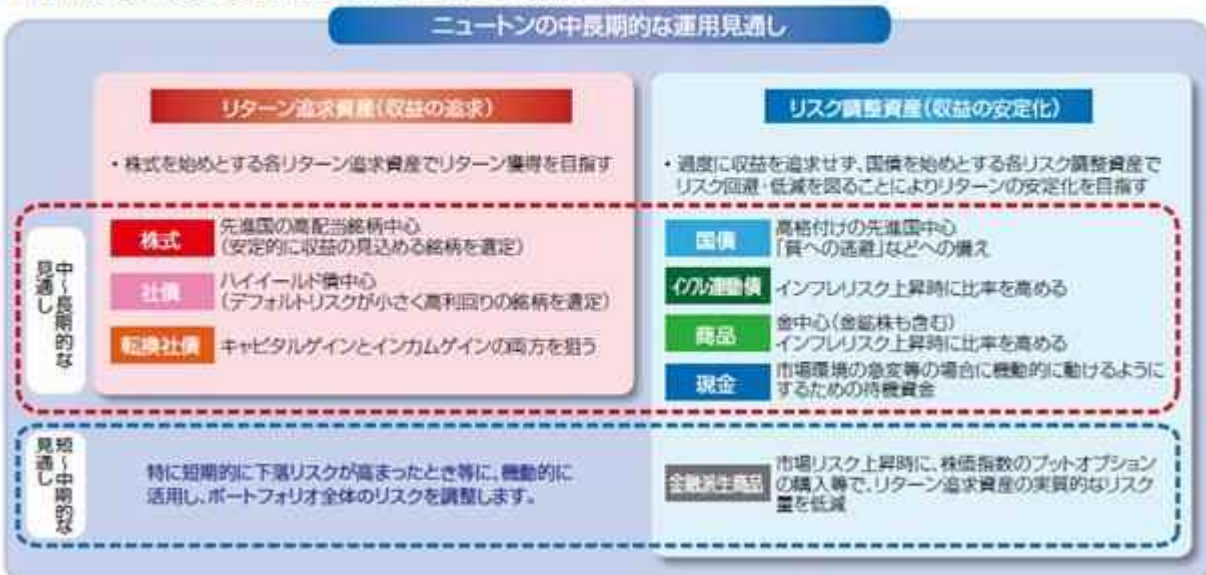 ニュートンの中長期的な運用見通し
リターン追求資産(収益の追求)
・株式を始めとする各リターン追求資産でリターン獲得を目指す
株式
先進国の高配当銘柄中心
(安定的に収益の見込める銘柄を選定)
社債
ハイイールド債中心
(デフォルトリスクが小さく高利回りの銘柄を選定)
転換社債
キャピタルゲインとインカムゲインの両方を狙う
リスク調整資産(収益の安定化)
・過度に収益を追求せず、国債を始めとする各リスク調整資産で
リスク回避・低減を図ることによりリターンの安定化を目指す
国債
高格付けの先進国中心
「質への逃避」などへの備え
インフレ連動債
インフレリスク上昇時に比率を高める
商品
金中心(金鉱株も含む)
インフレリスク上昇時に比率を高める
現金
市場環境の急変等の場合に機動的に動けるように
するための待機資金
中〜長期的な
見通し
短〜中期的な
見通し
特に短期的に下落リスクが高まったとき等に、機動的に
活用し、ポートフォリオ全体のリスクを調整します。
金融派生商品
市場リスク上昇時に、株価指数のプットオプション
の購入等で、リターン追求資産の実質的なリスク
量を低減